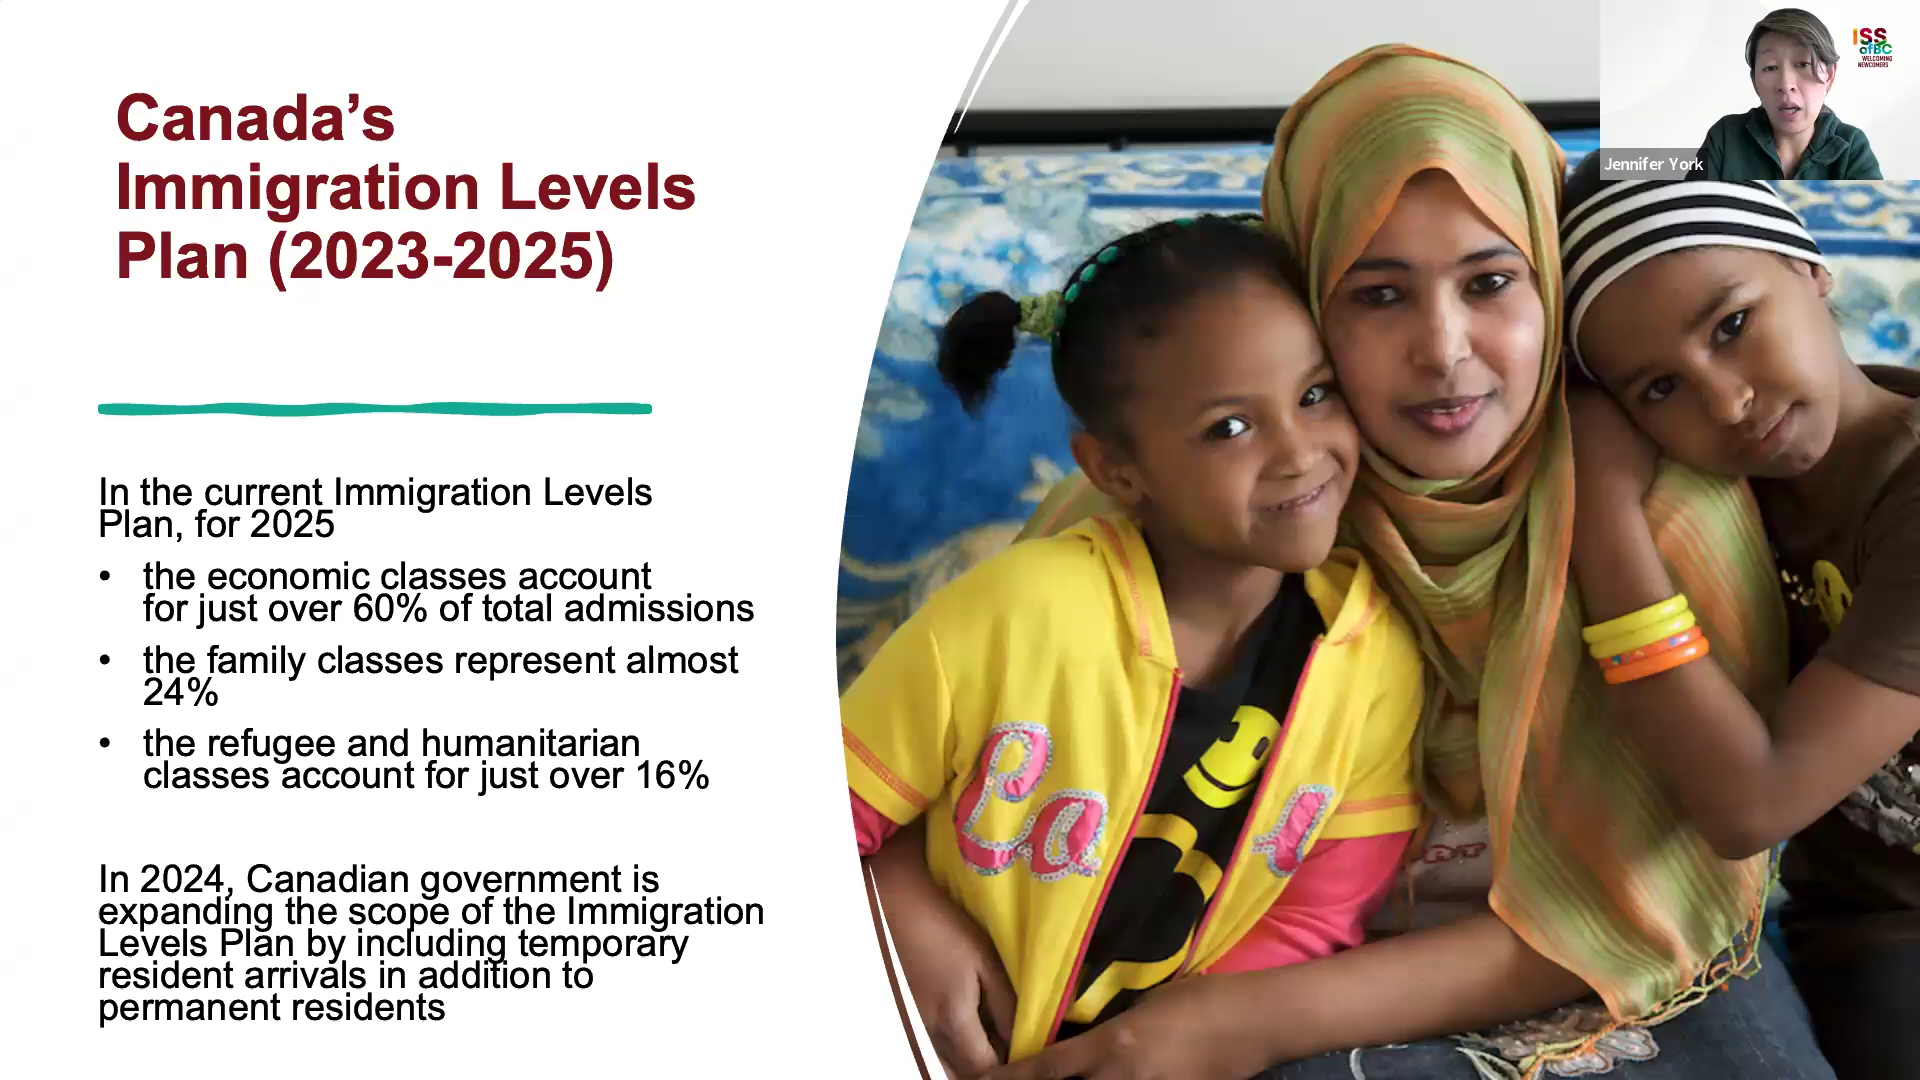 Canada's
Immigration Levels
Plan (2023-2025)
In the current Immigration Levels
Plan, for 2025
• the economic classes account
for just over 60% of total admissions
• the family classes represent almost
24%
• the refugee and humanitarian
classes account for just over 16%
In 2024, Canadian government is
expanding the scope of the Immigration
Levels Plan by including temporary
resident arrivals in addition to
permanent residents
Jennifer York
ISS
ofBC
WELCOMING
NEWCOMERS